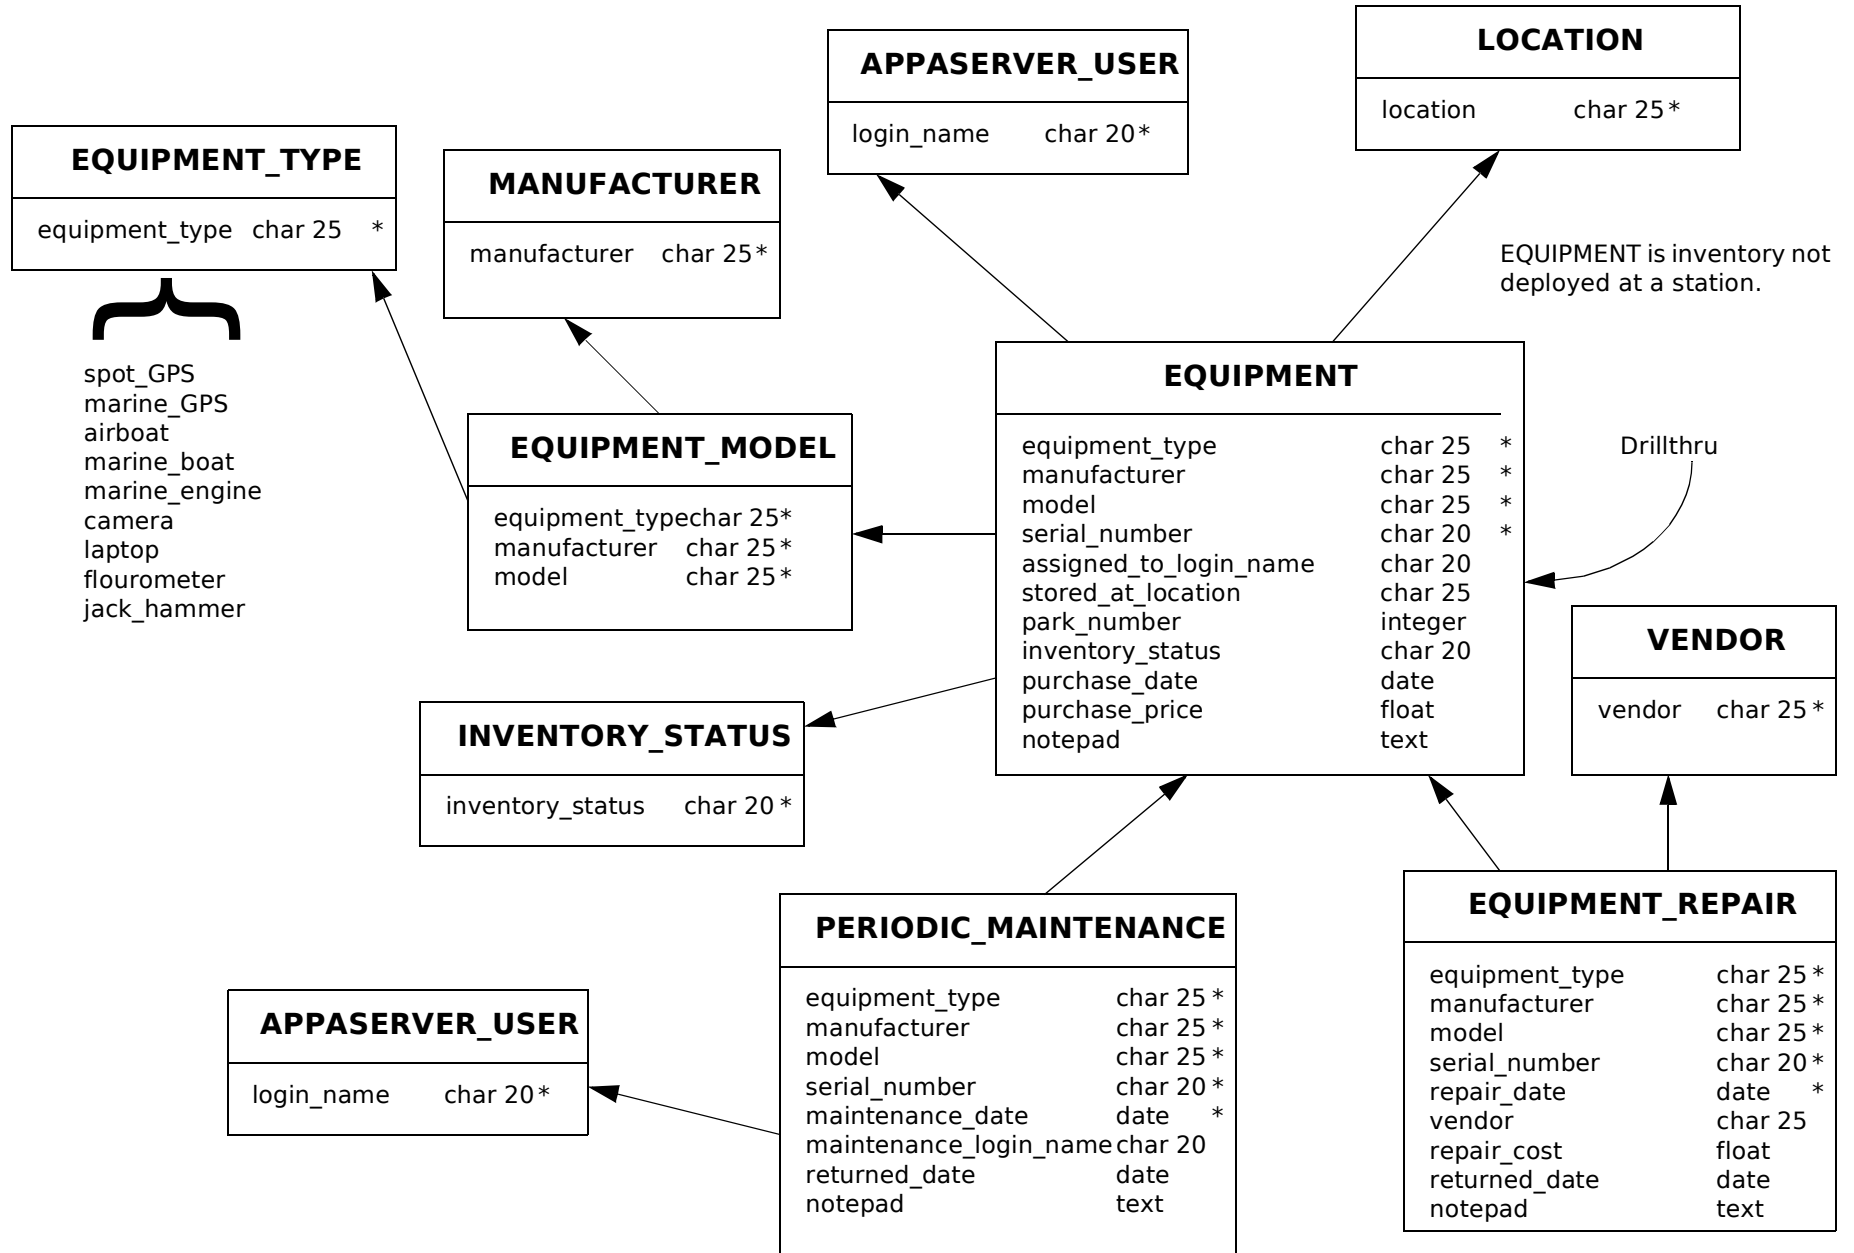 LOCATION
location char 25 *
APPASERVER_USER
login_name char 20 *
EQUIPMENT_TYPE
equipment_type char 25 *
spot_GPS
marine_GPS
airboat
marine_boat
marine_engine
camera
laptop
flourometer
jack_hammer
MANUFACTURER
manufacturer char 25 *
EQUIPMENT is inventory not
deployed at a station.
EQUIPMENT_MODEL
equipment_type char 25 *
manufacturer char 25 *
model char 25 *
EQUIPMENT
equipment_type char 25 *
manufacturer char 25 *
model char 25 *
serial_number char 20 *
assigned_to_login_name char 20
stored_at_location char 25
park_number integer
inventory_status char 20
purchase_date date
purchase_price float
notepad text
Drillthru
VENDOR
vendor char 25 *
INVENTORY_STATUS
inventory_status char 20 *
PERIODIC_MAINTENANCE
equipment_type char 25 *
manufacturer char 25 *
model char 25 *
serial_number char 20 *
maintenance_date date *
maintenance_login_name char 20
returned_date date
notepad text
EQUIPMENT_REPAIR
equipment_type char 25 *
manufacturer char 25 *
model char 25 *
serial_number char 20 *
repair_date date *
vendor char 25
repair_cost float
returned_date date
notepad text
APPASERVER_USER
login_name char 20 *